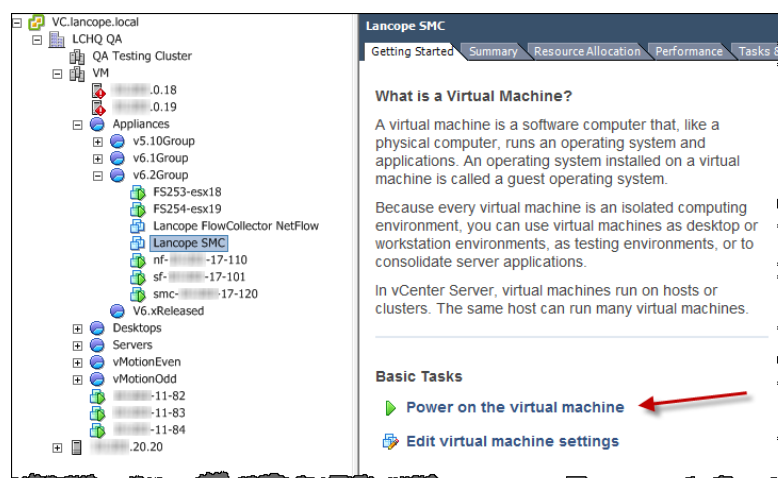 VC.lancope.local
LCHQ QA
QA Testing Cluster
VM
.0.18
.0.19
Appliances
v5.10Group
v6.1Group
v6.2Group
FS253-esx18
FS254-esx19
Lancope FlowCollector NetFlow
Lancope SMC
nf- -17-110
sf- -17-101
smc- -17-120
V6.xReleased
Desktops
Servers
vMotionEven
vMotionOdd
-11-82
-11-83
-11-84
.20.20
Lancope SMC
Getting Started Summary Resource Allocation Performance Tasks &
What is a Virtual Machine?
A virtual machine is a software computer that, like a
physical computer, runs an operating system and
applications. An operating system installed on a virtual
machine is called a guest operating system.
Because every virtual machine is an isolated computing
environment, you can use virtual machines as desktop or
workstation environments, as testing environments, or to
consolidate server applications.
In vCenter Server, virtual machines run on hosts or
clusters. The same host can run many virtual machines.
Basic Tasks
Power on the virtual machine
Edit virtual machine settings